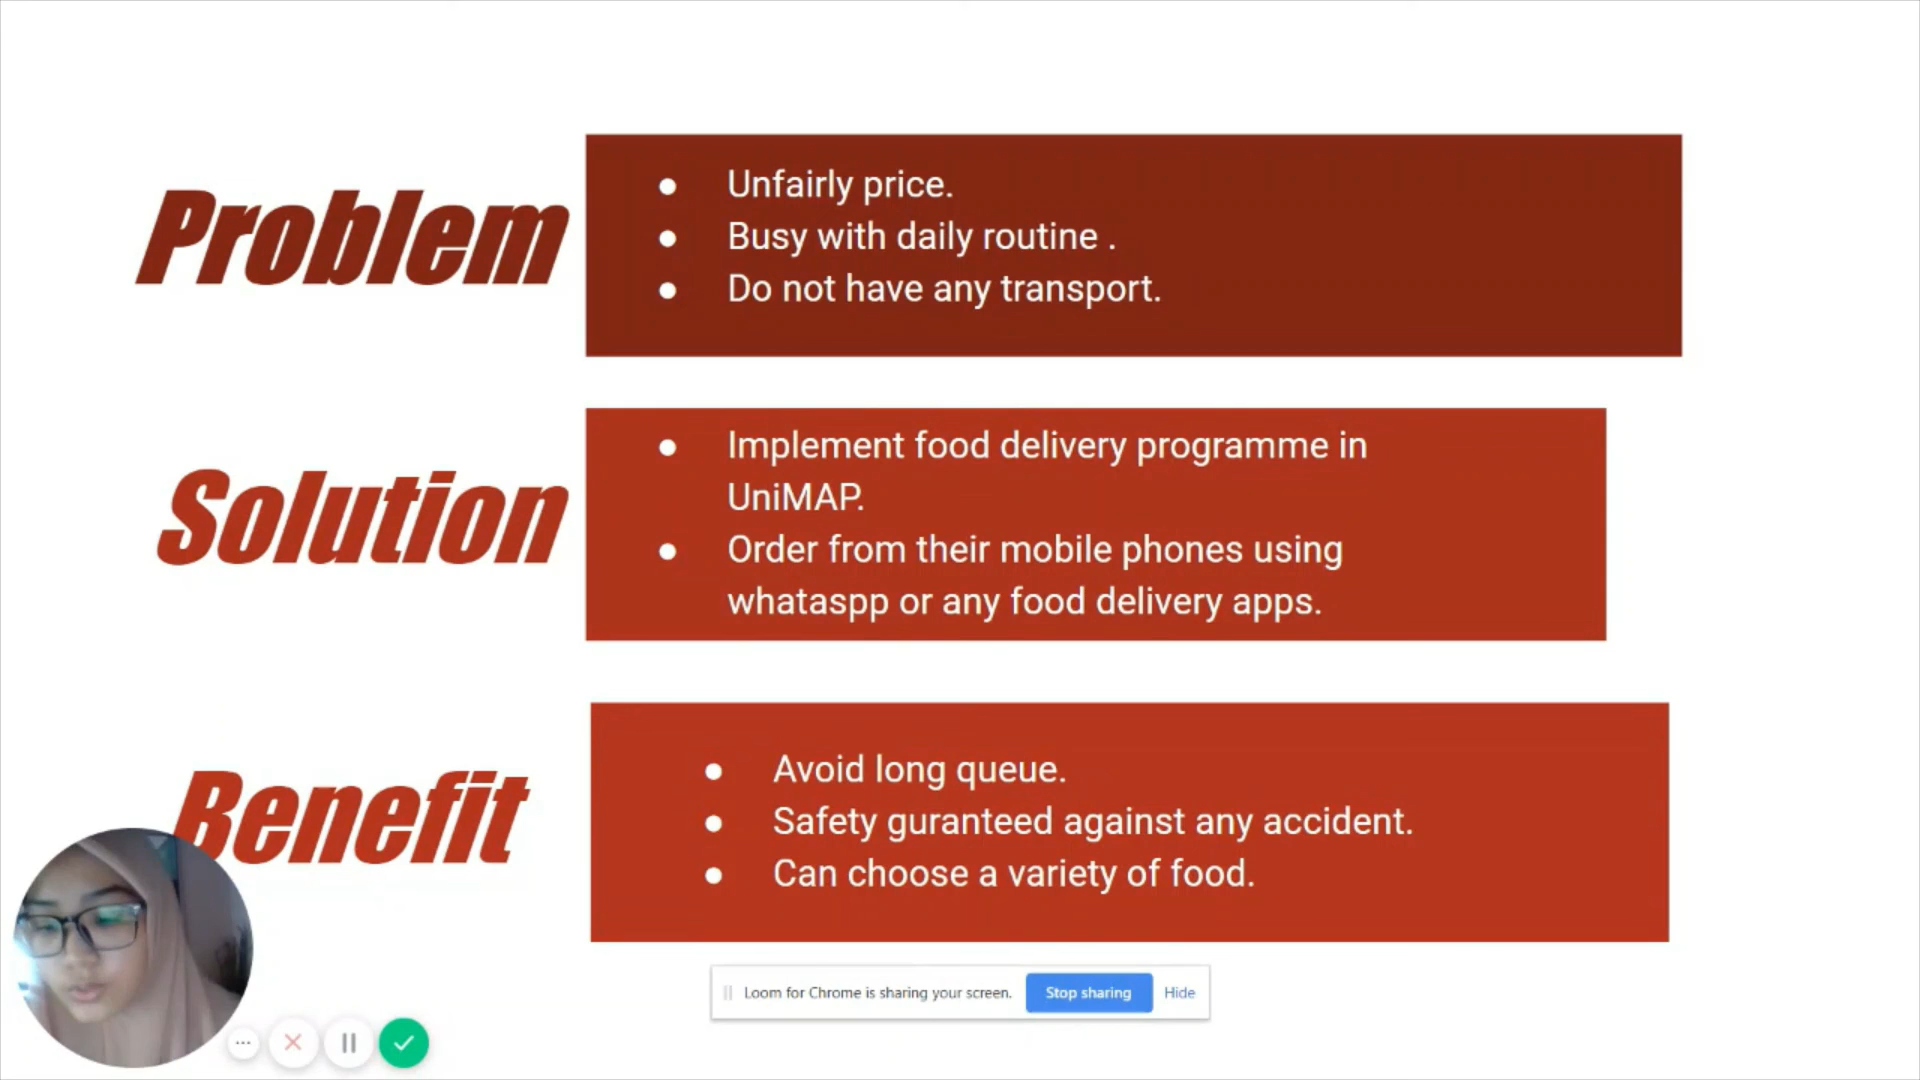 Problem
● Unfairly price.
● Busy with daily routine .
● Do not have any transport.
Solution
● Implement food delivery programme in
UniMAP.
● Order from their mobile phones using
whataspp or any food delivery apps.
Benefit
● Avoid long queue.
● Safety guranteed against any accident.
● Can choose a variety of food.
Loom for Chrome is sharing your screen. Stop sharing Hide